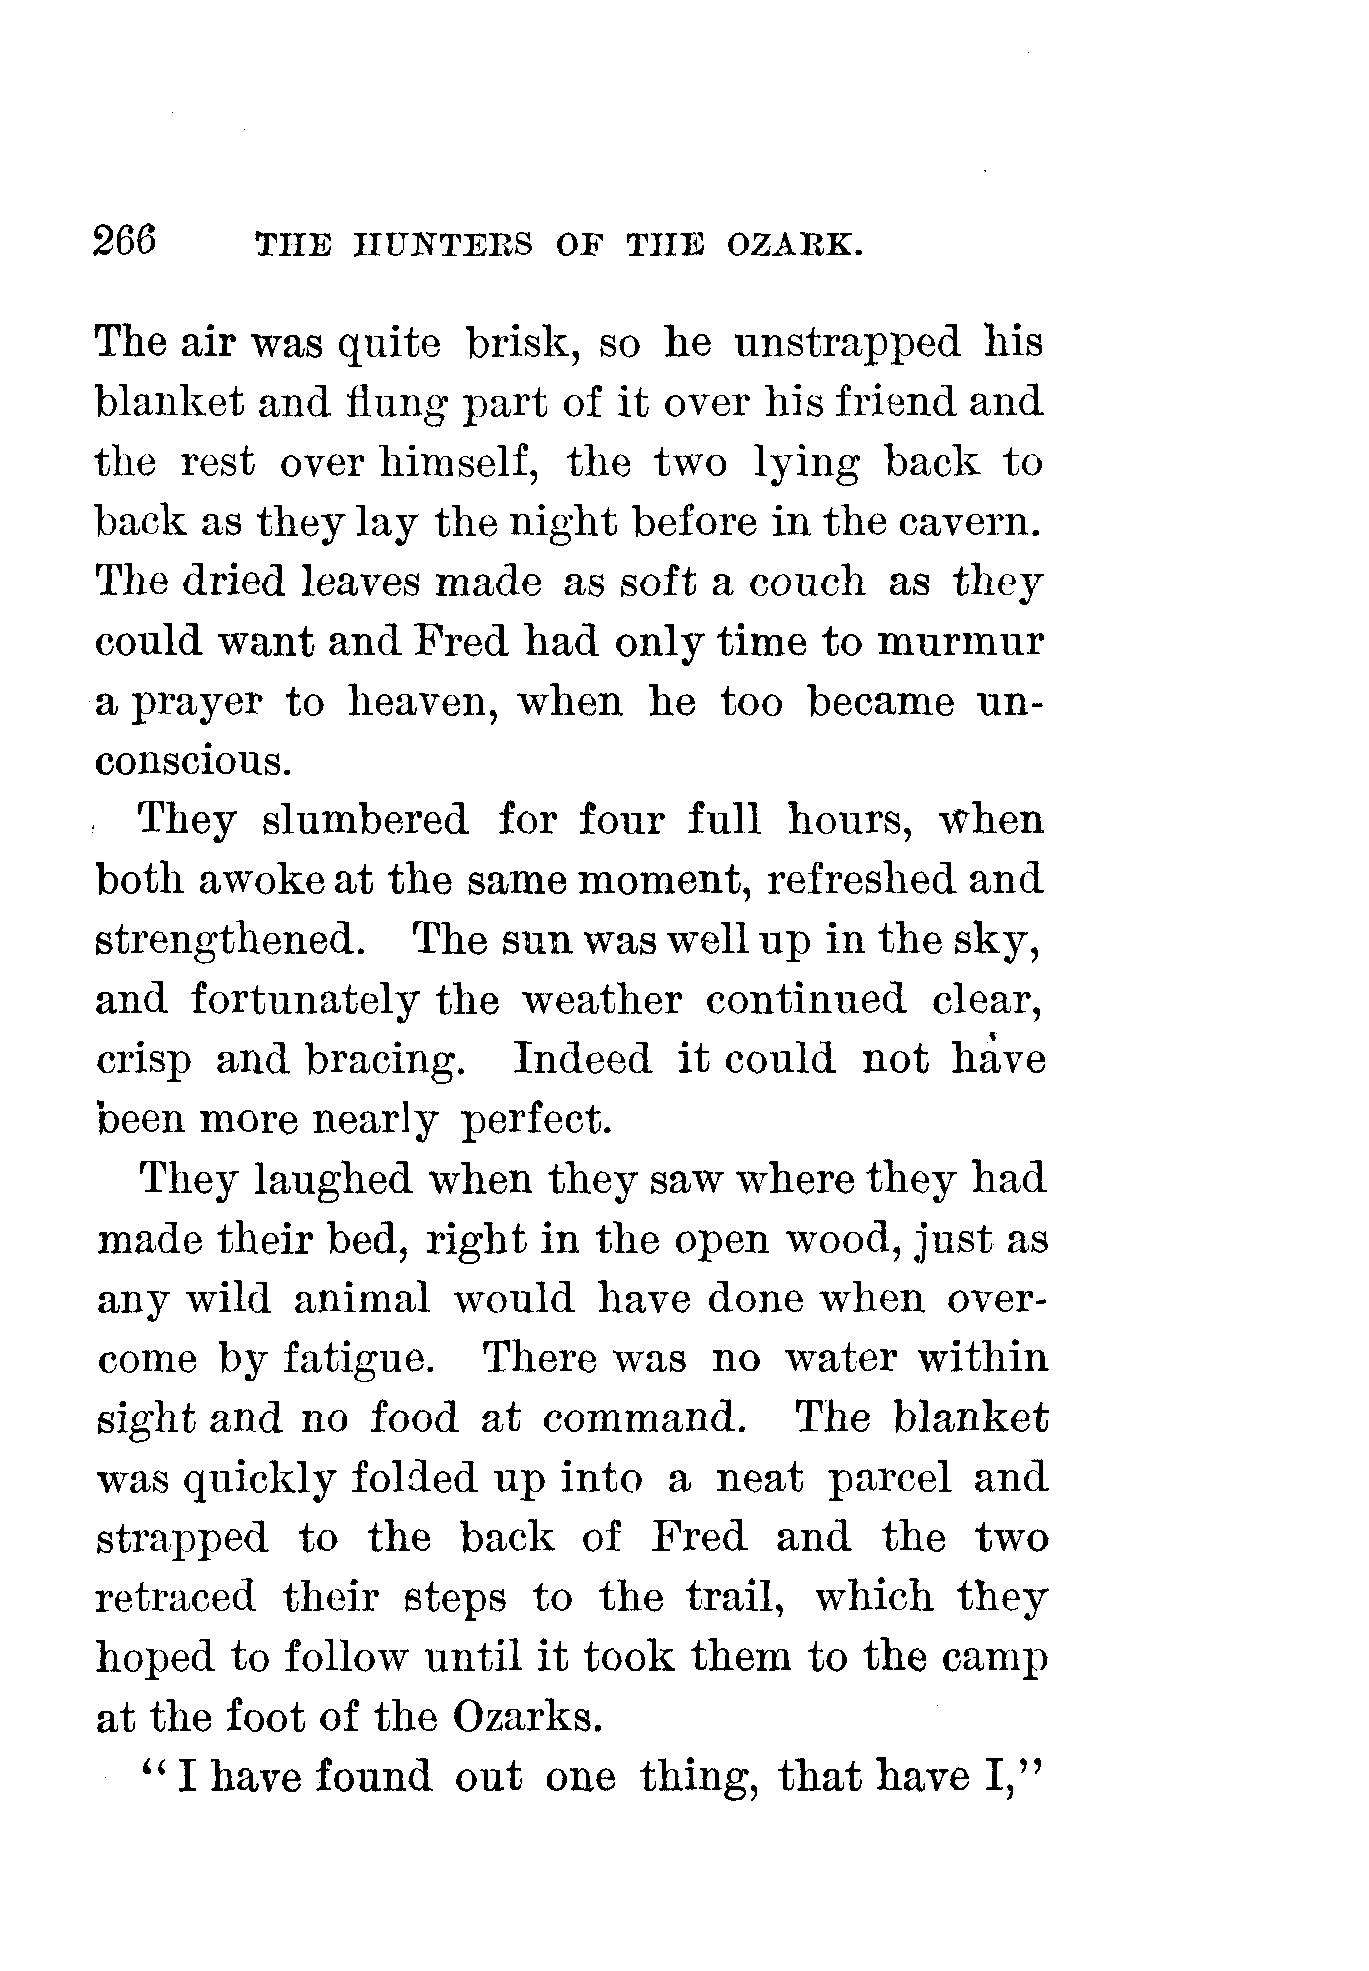 266 THE HUNTERS OF THE OZARK.
The air was quite brisk, so he unstrapped his
blanket and flung part of it over his friend and
the rest over himself, the two lying back to
back as they lay the night before in the cavern.
The dried leaves made as soft a couch as they
could want and Fred had only time to murmur
a prayer to heaven, when he too became un-
conscious.
They slumbered for four full hours, when
both awoke at the same moment, refreshed and
strengthened. The sun was well up in the sky,
and fortunately the weather continued clear,
crisp and bracing. Indeed it could not have
been more nearly perfect.
They laughed when they saw where they had
made their bed, right in the open wood, just as
any wild animal would have done when over-
come by fatigue. There was no water within
sight and no food at command. The blanket
was quickly folded up into a neat parcel and
strapped to the back of Fred and the two
retraced their steps to the trail, which they
hoped to follow until it took them to the camp
at the foot of the Ozarks.
“ I have found out one thing, that have I,”